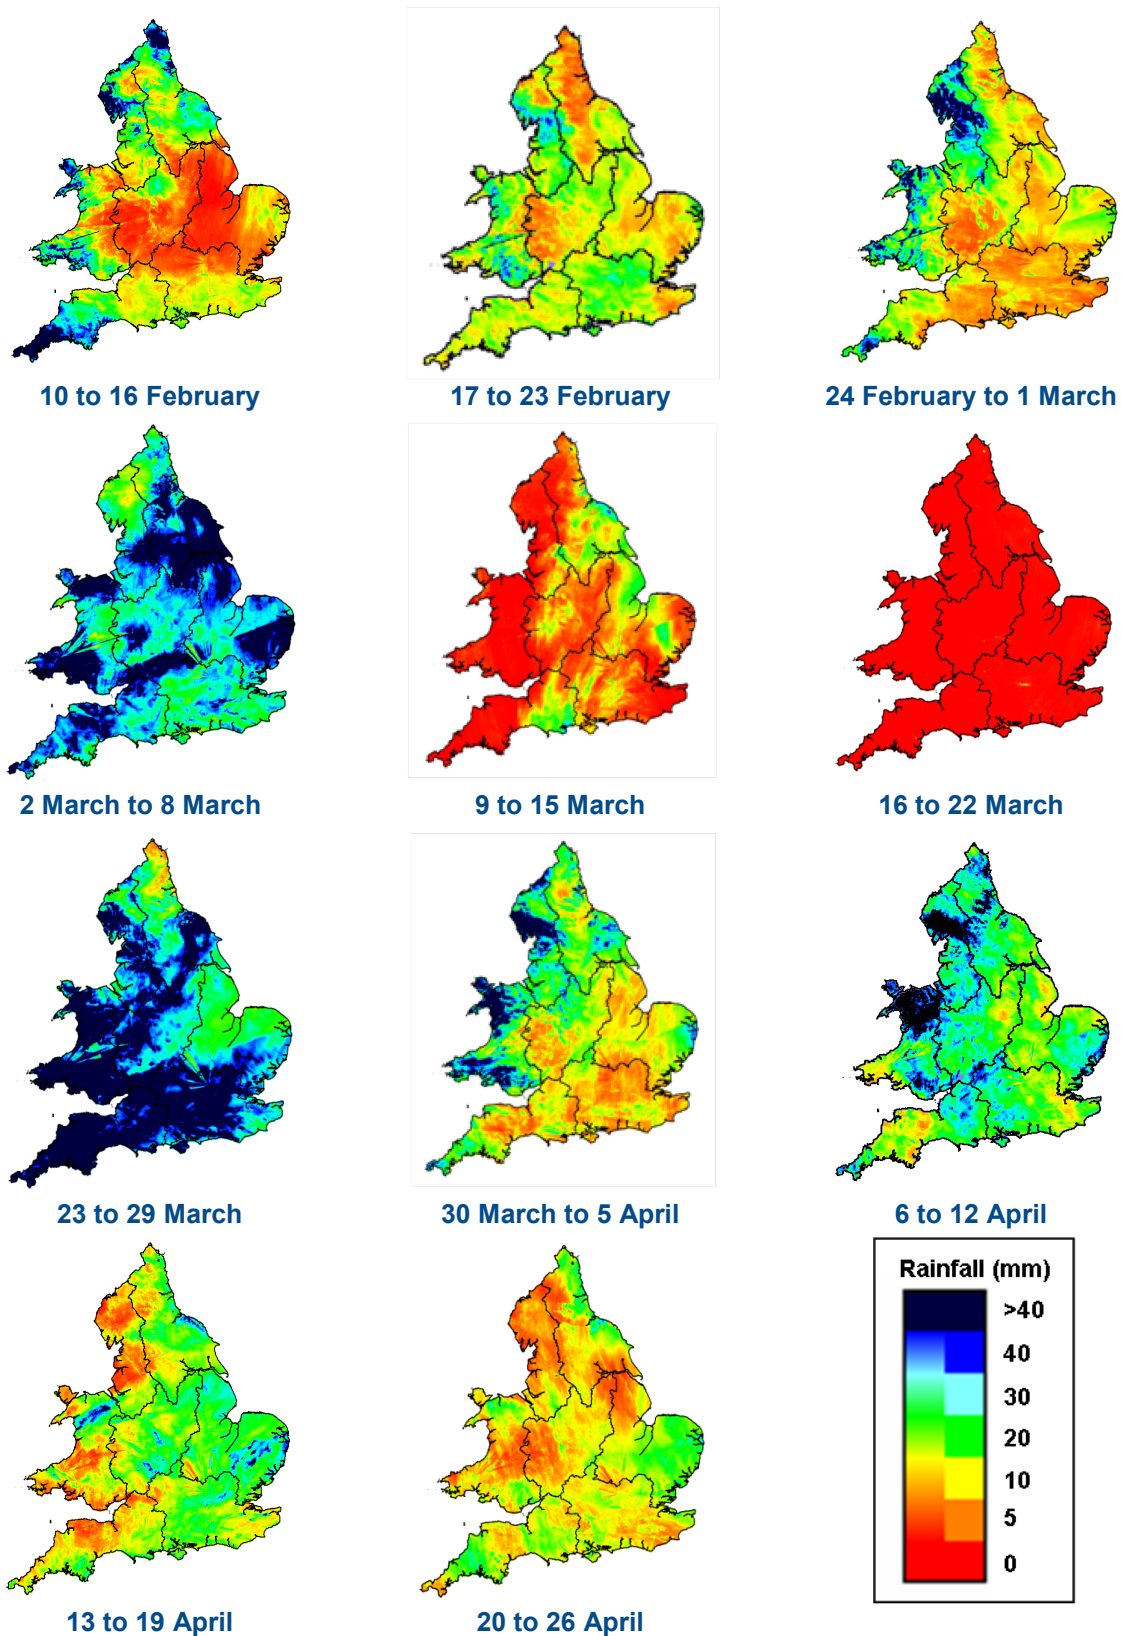 10 to 16 February
17 to 23 February
24 February to 1 March
2 March to 8 March
9 to 15 March
16 to 22 March
23 to 29 March
30 March to 5 April
6 to 12 April
Rainfall (mm)
>40
40
30
20
10
5
0
13 to 19 April
20 to 26 April